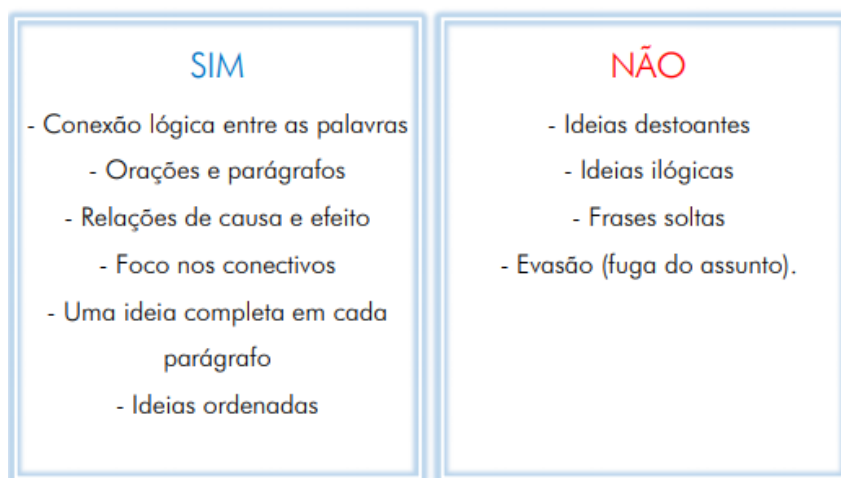 SIM
- Conexão lógica entre as palavras
- Orações e parágrafos
- Relações de causa e efeito
- Foco nos conectivos
- Uma ideia completa em cada
parágrafo
- Ideias ordenadas
NÃO
- Ideias destoantes
- Ideias ilógicas
- Frases soltas
- Evasão (fuga do assunto).